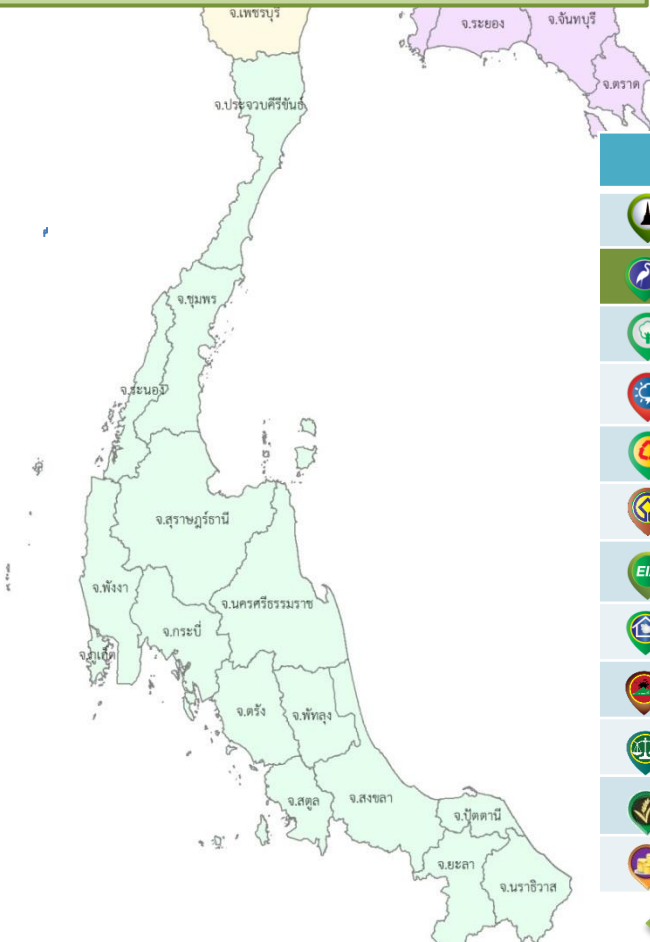 จ.เพชรบุรี
จ.ระยอง
จ.จันทบุรี
จ.ตราด
จ.ประจวบคีรีขันธ์
จ.ชุมพร
จ.ระนอง
จ.สุราษฎร์ธานี
จ.พังงา
จ.นครศรีธรรมราช
จ.กระบี่
จ.ภูเก็ต
จ.ตรัง
จ.พัทลุง
จ.สตูล
จ.สงขลา
จ.ปัตตานี
จ.ยะลา
จ.นราธิวาส